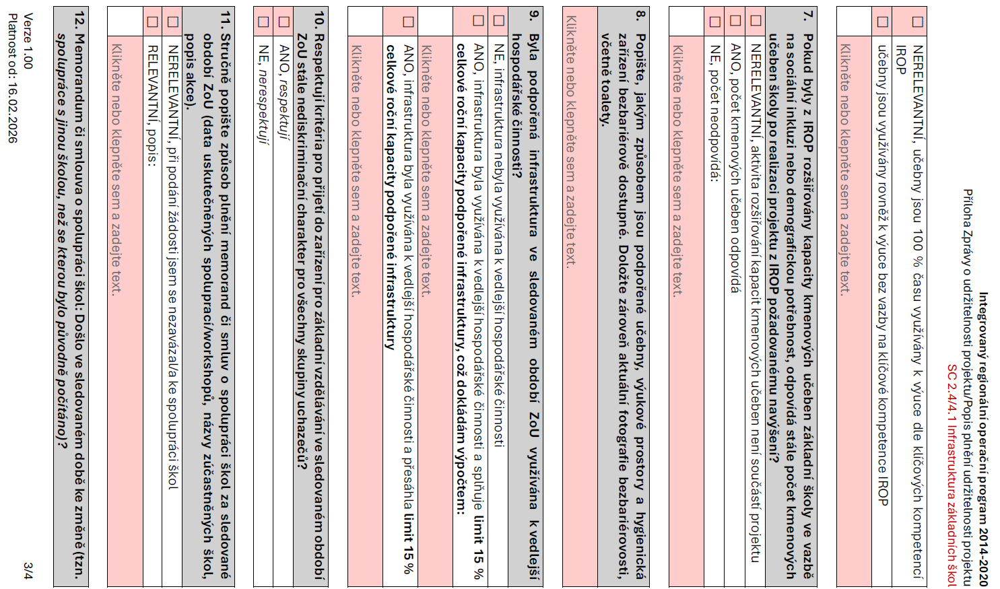 Integrovaný regionální operační program 2014-2020
Příloha Zprávy o udržitelnosti projektu/Popis plnění udržitelnosti projektu
SC 2.4/4.1 Infrastruktura základních škol
☐ NERELEVANTNÍ, učebny jsou 100 % času využívány k výuce dle klíčových kompetencí
IROP
☐ učebny jsou využívány rovněž k výuce bez vazby na klíčové kompetence IROP
Klikněte nebo klepněte sem a zadejte text.
7. Pokud byly z IROP rozšiřovány kapacity kmenových učeben základní školy ve vazbě
na sociální inkluzi nebo demografickou potřebnost, odpovídá stále počet kmenových
učeben školy po realizaci projektu z IROP požadovanému navýšení?
☐ NERELEVANTNÍ, aktivita rozšiřování kapacit kmenových učeben není součástí projektu
☐ ANO, počet kmenových učeben odpovídá
☐ NE, počet neodpovídá:
Klikněte nebo klepněte sem a zadejte text.
8. Popište, jakým způsobem jsou podpořené učebny, výukové prostory a hygienická
zařízení bezbariérově dostupné. Doložte zároveň aktuální fotografie bezbariérovosti,
včetně toalety.
Klikněte nebo klepněte sem a zadejte text.
9. Byla podpořená infrastruktura ve sledovaném období ZoU využívána k vedlejší
hospodářské činnosti?
☐ NE, infrastruktura nebyla využívána k vedlejší hospodářské činnosti
☐ ANO, infrastruktura byla využívána k vedlejší hospodářské činnosti a splňuje limit 15 %
celkové roční kapacity podpořené infrastruktury, což dokládám výpočtem:
Klikněte nebo klepněte sem a zadejte text.
☐ ANO, infrastruktura byla využívána k vedlejší hospodářské činnosti a přesáhla limit 15 %
celkové roční kapacity podpořené infrastruktury
Klikněte nebo klepněte sem a zadejte text.
10. Respektují kritéria pro přijetí do zařízení pro základní vzdělávání ve sledovaném období
ZoU stále nediskriminační charakter pro všechny skupiny uchazečů?
☐ ANO, respektují
☐ NE, nerespektují
11. Stručně popište způsob plnění memorand či smluv o spolupráci škol za sledované
období ZoU (data uskutečněných spoluprací/workshopů, názvy zúčastněných škol,
popis akce).
☐ NERELEVANTNÍ, při podání žádosti jsem se nezavázal/a ke spolupráci škol
☐ RELEVANTNÍ, popis:
Klikněte nebo klepněte sem a zadejte text.
12. Memorandum či smlouva o spolupráci škol: Došlo ve sledovaném době ke změně (tzn.
spolupráce s jinou školou, než se kterou bylo původně počítáno)?
Verze 1.00
Platnost od: 16.02.2026
3/4